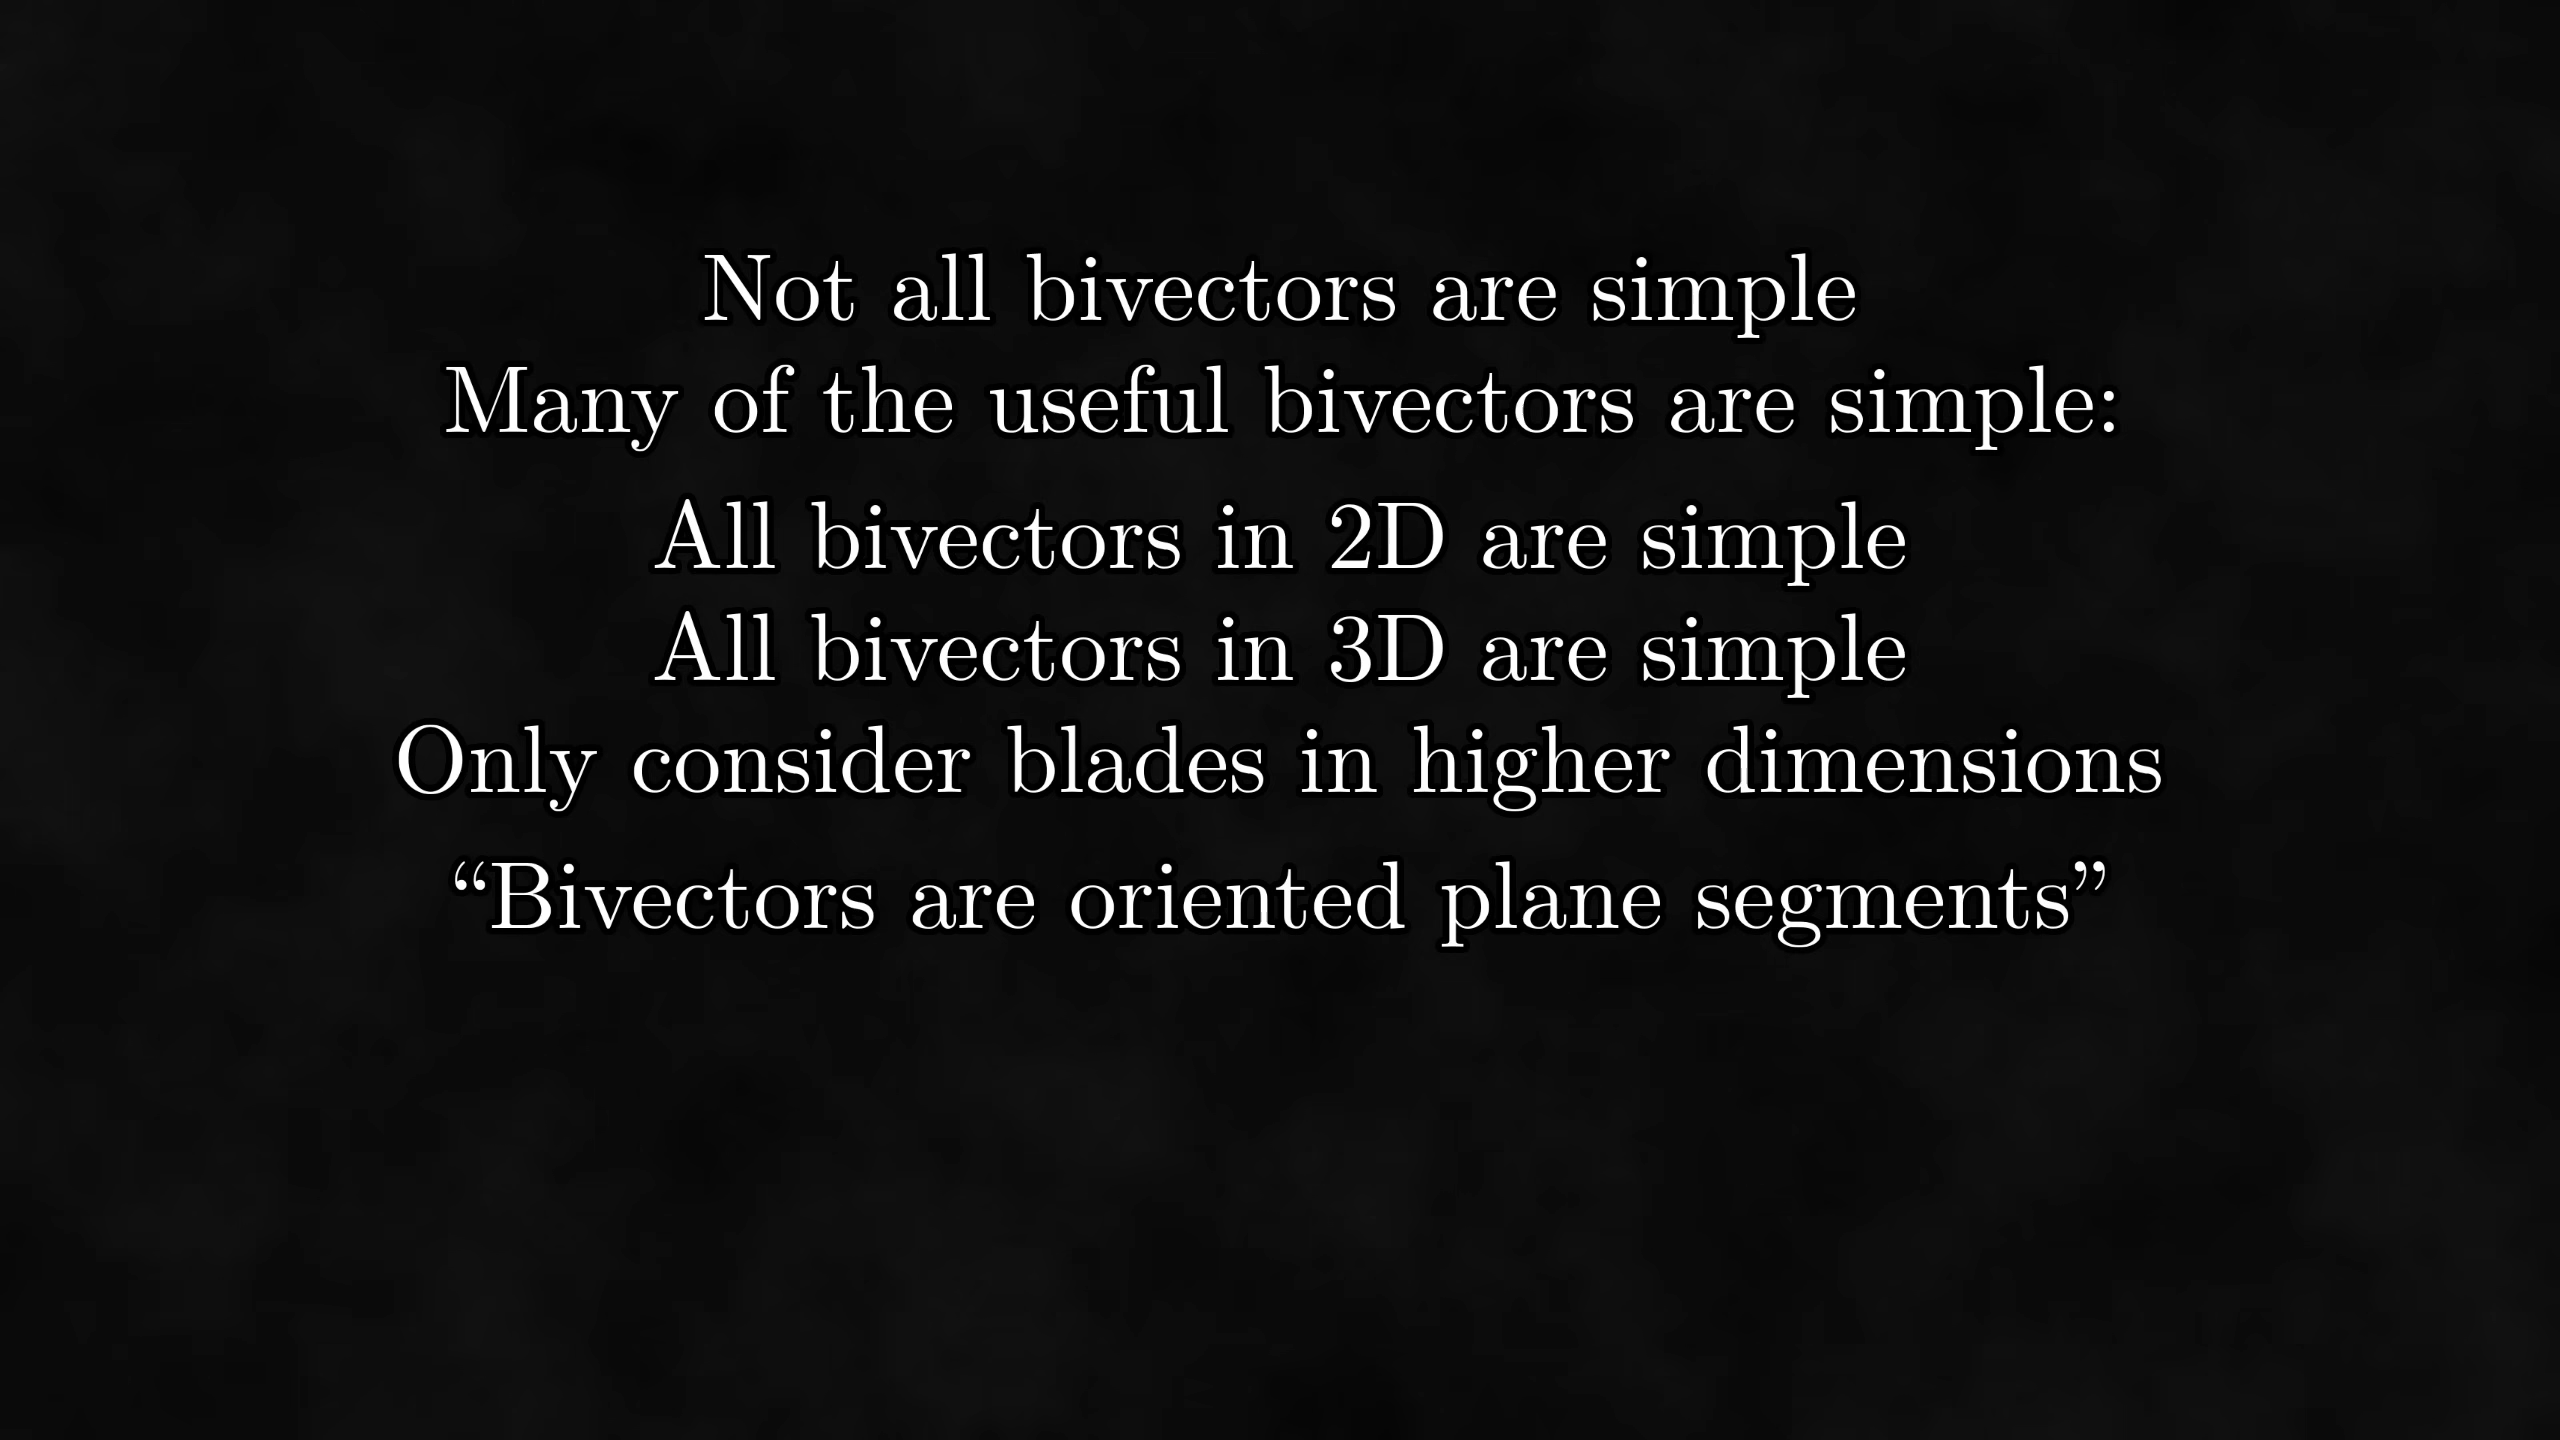 Not all bivectors are simple
Many of the useful bivectors are simple:
All bivectors in 2D are simple
All bivectors in 3D are simple
Only consider blades in higher dimensions
“Bivectors are oriented plane segments”